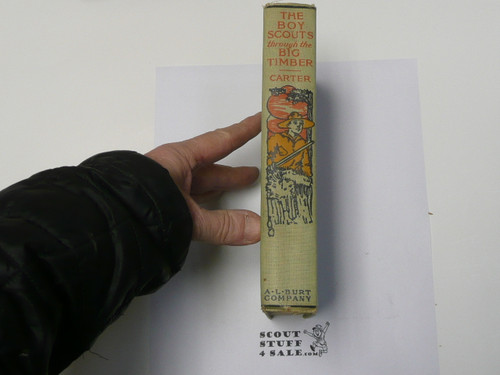 THE
BOY
SCOUTS
through the
BIG
TIMBER
CARTER
A.L.BURT
COMPANY
SCOUT
STUFF
4 SALE.com